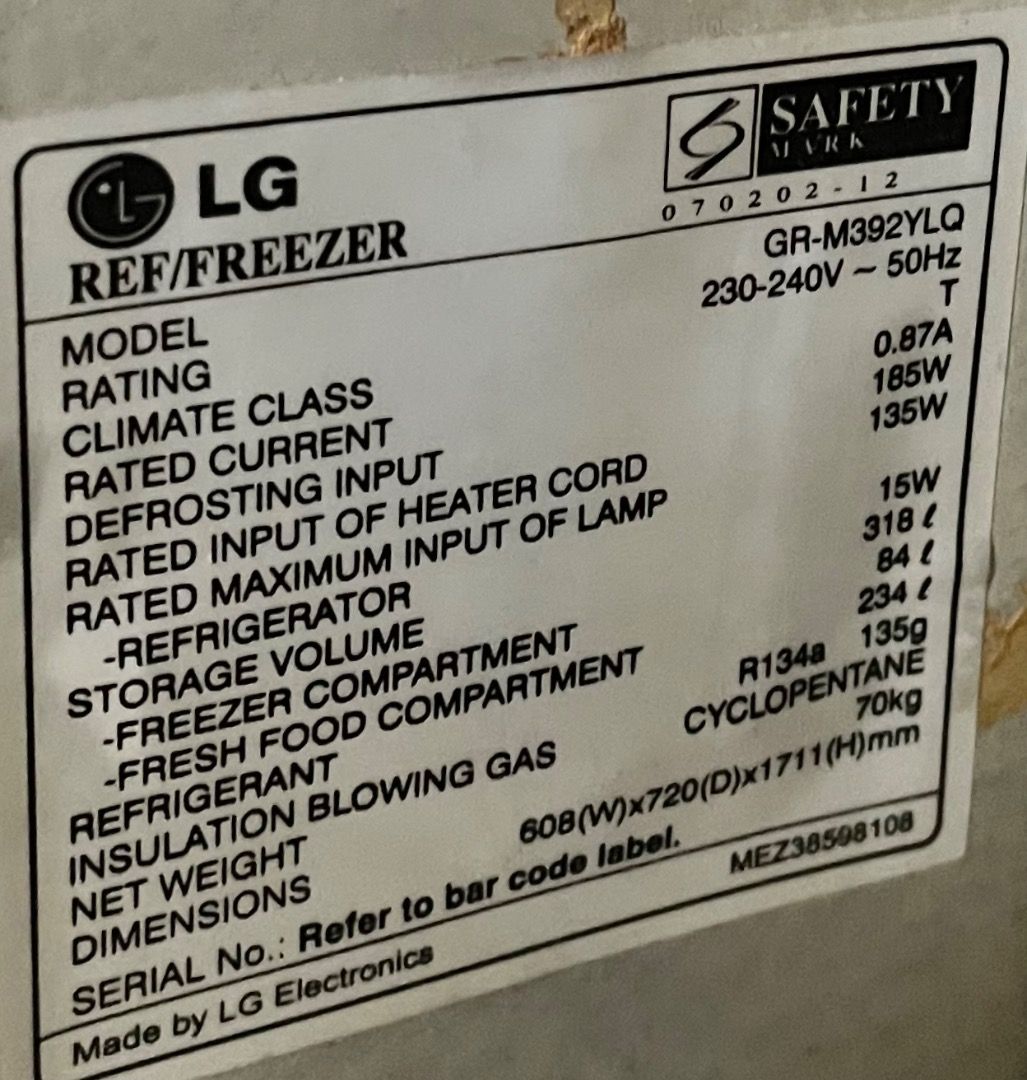 LG
SAFETY
MARK
070202-12
REF/FREEZER
MODEL GR-M392YLQ
RATING 230-240V ~ 50Hz
CLIMATE CLASS T
RATED CURRENT 0.87A
DEFROSTING INPUT 185W
RATED INPUT OF HEATER CORD 135W
RATED MAXIMUM INPUT OF LAMP
-REFRIGERATOR 15W
STORAGE VOLUME 318 ℓ
-FREEZER COMPARTMENT 84 ℓ
-FRESH FOOD COMPARTMENT 234 ℓ
REFRIGERANT R134a 135g
INSULATION BLOWING GAS CYCLOPENTANE
NET WEIGHT 70kg
DIMENSIONS 608(W)x720(D)x1711(H)mm
SERIAL No.: Refer to bar code label.
Made by LG Electronics MEZ38598108